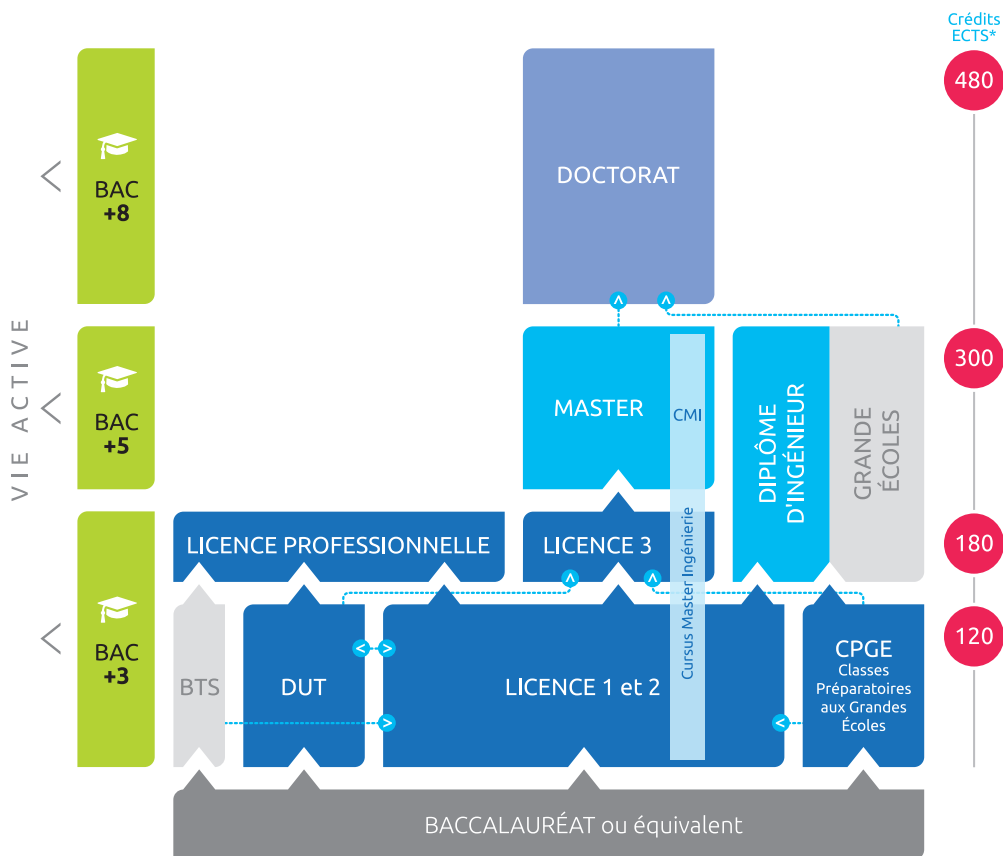 Crédits
ECTS*
480
BAC
+8
DOCTORAT
VIE ACTIVE
300
BAC
+5
MASTER
CMI
DIPLÔME
D'INGÉNIEUR
GRANDE
ÉCOLES
180
LICENCE PROFESSIONNELLE
LICENCE 3
Cursus Master Ingénierie
120
BAC
+3
BTS
DUT
LICENCE 1 et 2
CPGE
Classes
Préparatoires
aux Grandes
Écoles
BACCALAURÉAT ou équivalent